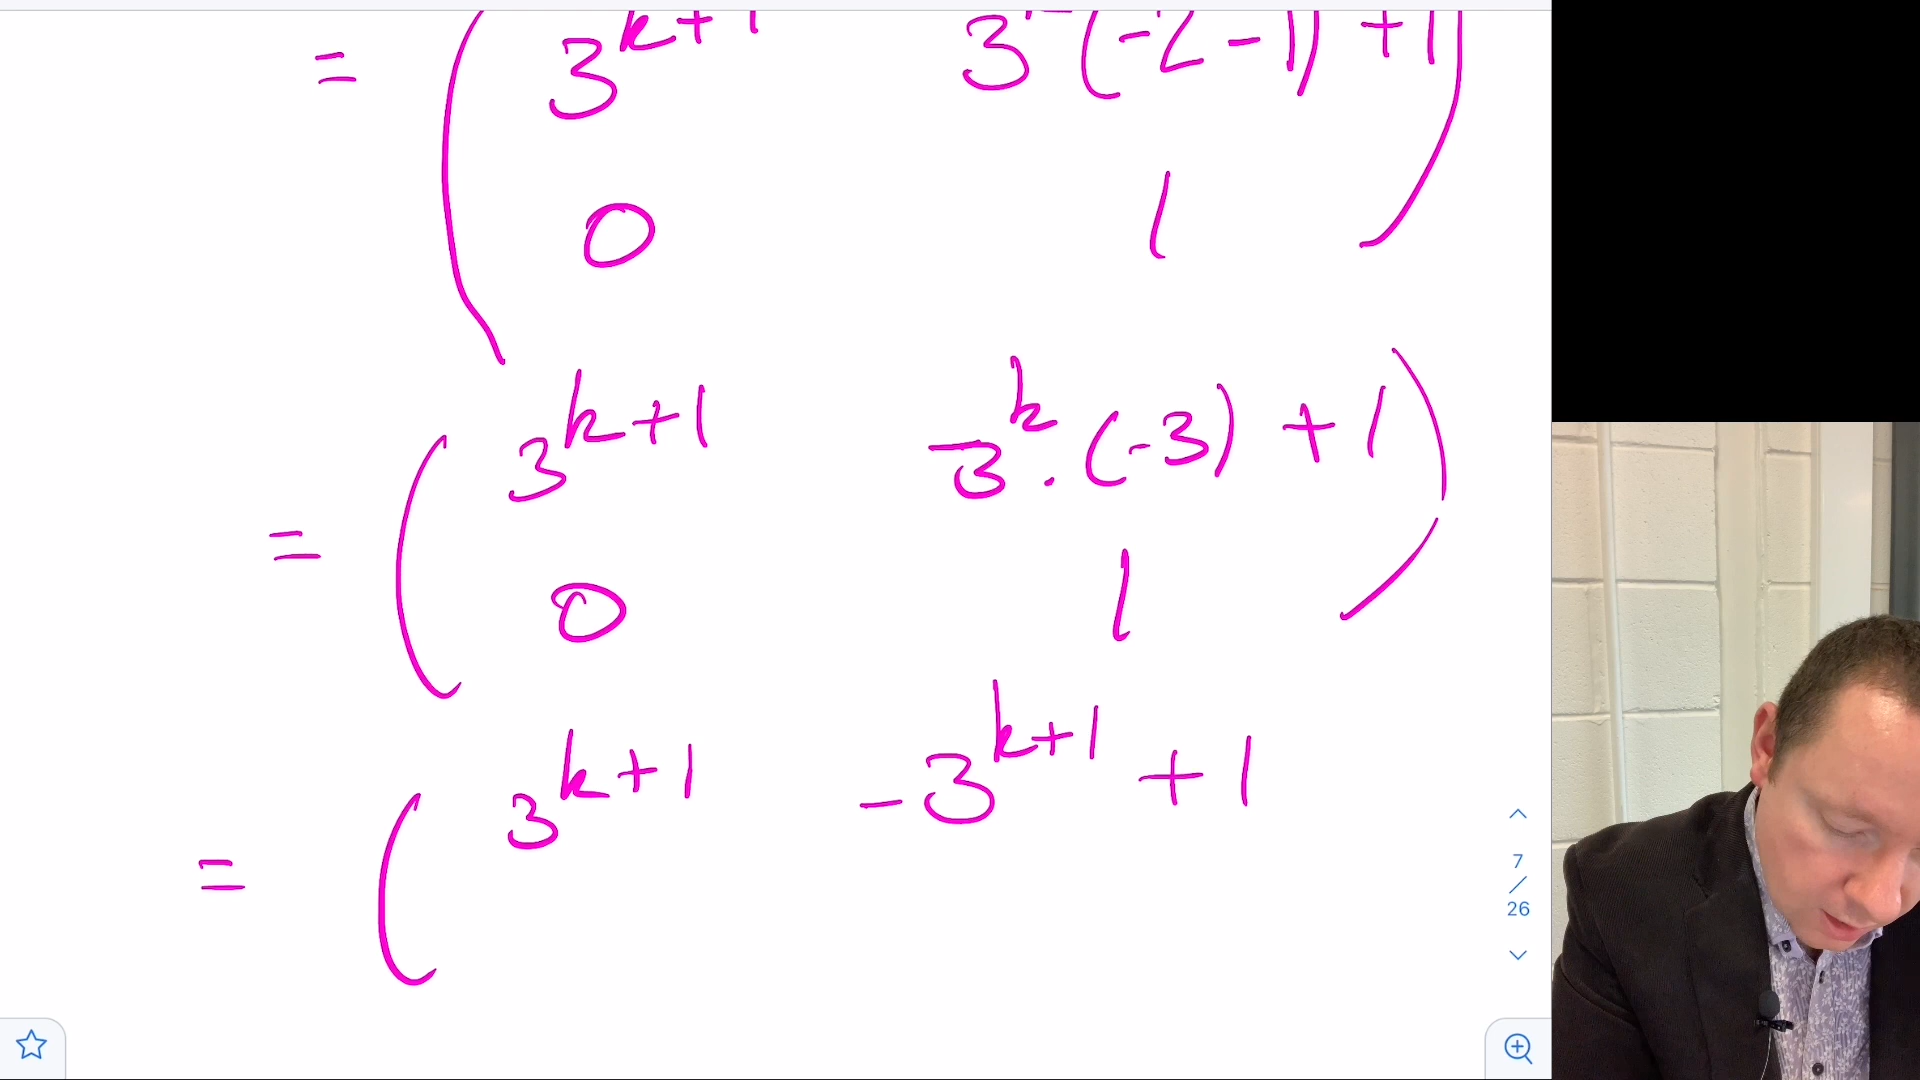 = ( 3^{k+1} 3^k(-2-1) + 1 )
0 1
= ( 3^{k+1} -3^k.(-3) + 1 )
0 1
= ( 3^{k+1} -3^{k+1} + 1
7
/
26